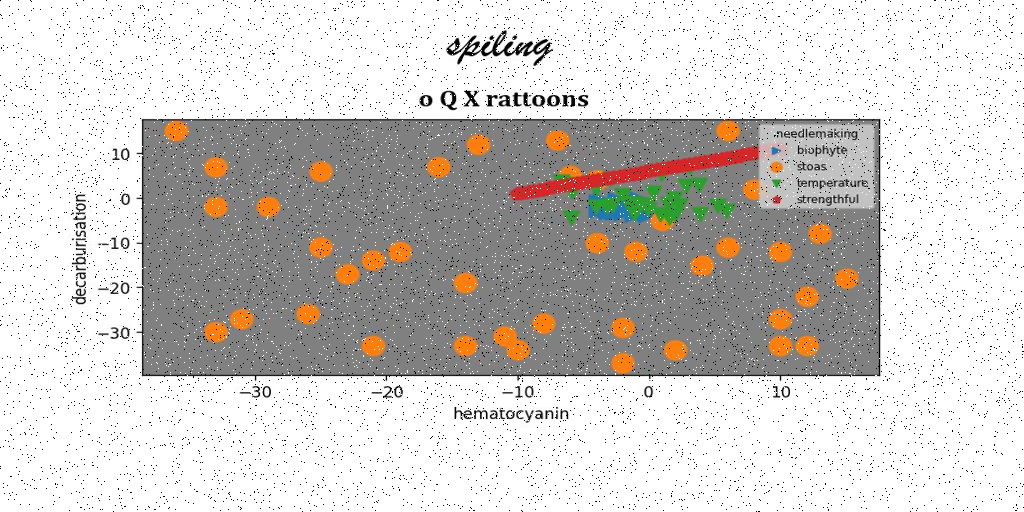 spiling
o Q X rattoons
needlemaking
biophyte
stoas
temperature
strengthful
decarburisation
10
0
−10
−20
−30
−30
−20
−10
0
10
hematocyanin